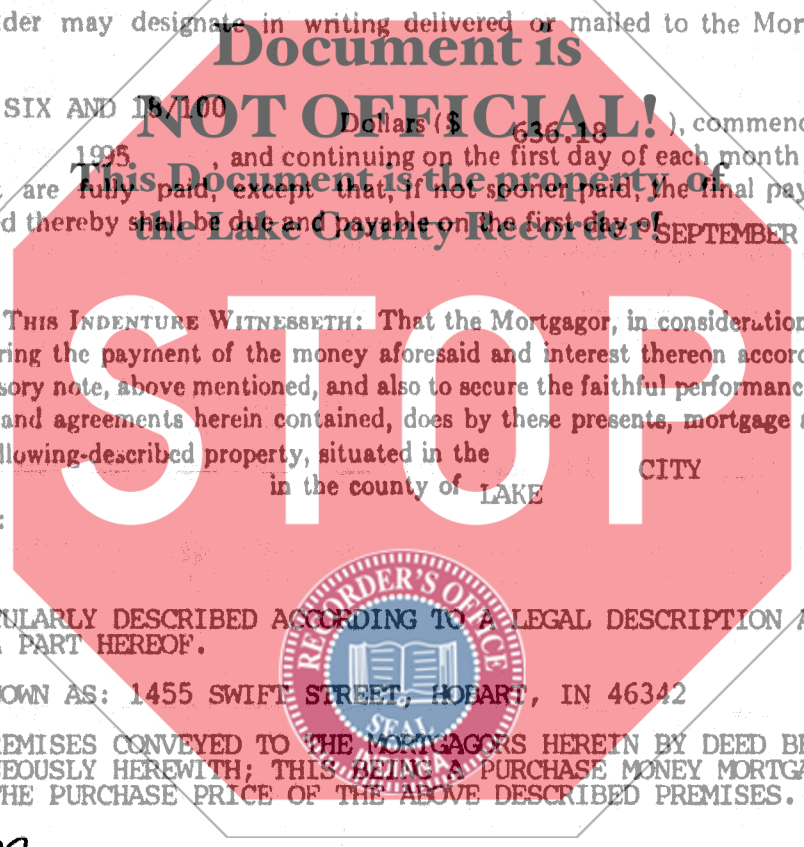 der may designate in writing delivered or mailed to the Mor
Document is
SIX AND 18/100
NOT OFFICIAL!
Dollars ($ 636.18 ), commenc
1995 , and continuing on the first day of each month
This Document is the property of
are fully paid, except that, if not sooner paid, the final pay
d thereby shall be due and payable on the first day of SEPTEMBER
the Lake County Recorder!
THIS INDENTURE WITNESSETH: That the Mortgagor, in consideration
ring the payment of the money aforesaid and interest thereon accord
sory note, above mentioned, and also to secure the faithful performanc
and agreements herein contained, does by these presents, mortgage a
llowing-described property, situated in the
CITY
in the county of LAKE
:
STOP
RECORDER'S OFFICE
ULARLY DESCRIBED ACCORDING TO A LEGAL DESCRIPTION A
PART HEREOF.
OWN AS: 1455 SWIFT STREET, HOBART, IN 46342
SEAL
EMISES CONVEYED TO THE MORTGAGORS HEREIN BY DEED BE
NEOUSLY HEREWITH; THIS BEING A PURCHASE MONEY MORTGA
THE PURCHASE PRICE OF THE ABOVE DESCRIBED PREMISES.